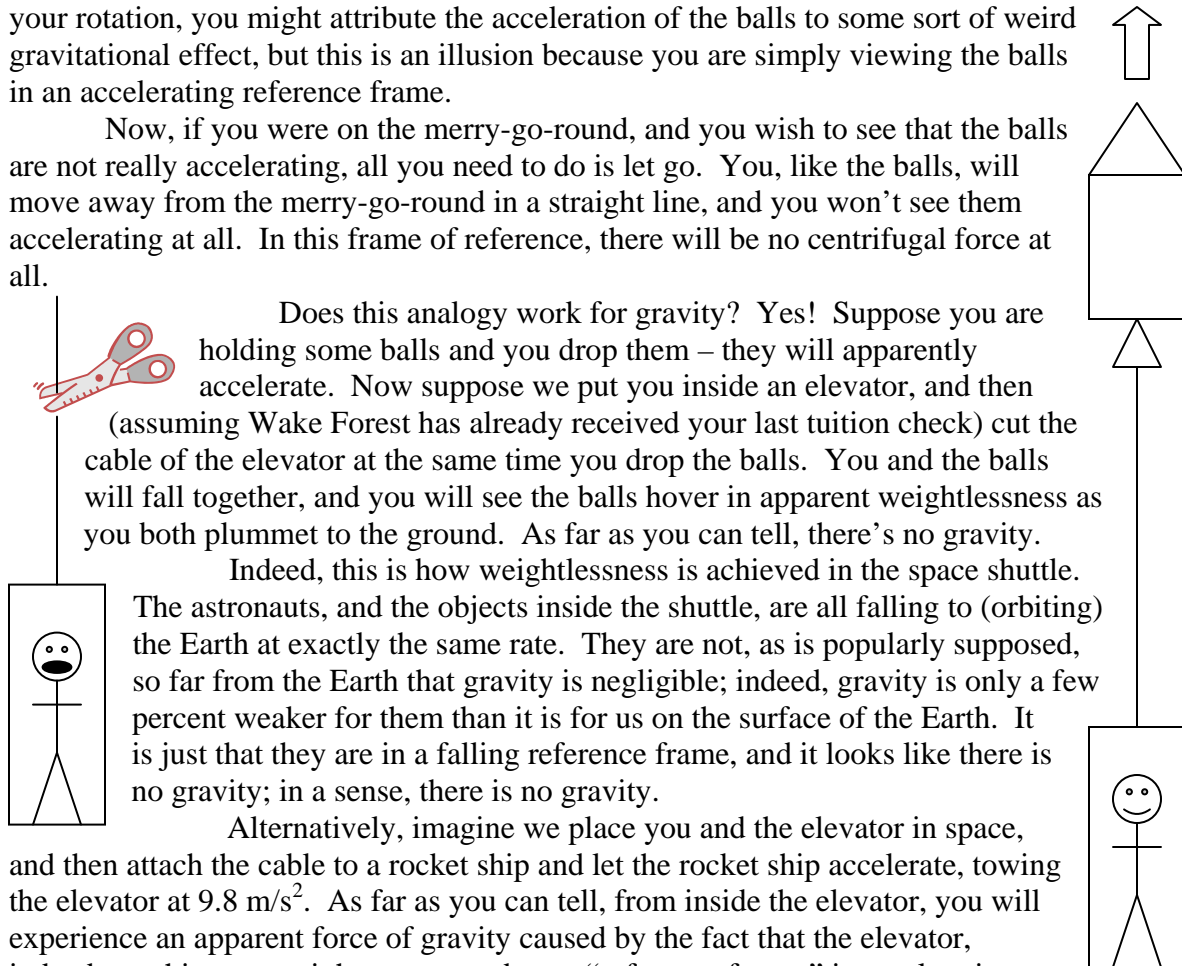 your rotation, you might attribute the acceleration of the balls to some sort of weird
gravitational effect, but this is an illusion because you are simply viewing the balls
in an accelerating reference frame.
Now, if you were on the merry-go-round, and you wish to see that the balls
are not really accelerating, all you need to do is let go.  You, like the balls, will
move away from the merry-go-round in a straight line, and you won’t see them
accelerating at all.  In this frame of reference, there will be no centrifugal force at
all.
Does this analogy work for gravity?  Yes!  Suppose you are
holding some balls and you drop them – they will apparently
accelerate.  Now suppose we put you inside an elevator, and then
(assuming Wake Forest has already received your last tuition check) cut the
cable of the elevator at the same time you drop the balls.  You and the balls
will fall together, and you will see the balls hover in apparent weightlessness as
you both plummet to the ground.  As far as you can tell, there’s no gravity.
Indeed, this is how weightlessness is achieved in the space shuttle.
The astronauts, and the objects inside the shuttle, are all falling to (orbiting)
the Earth at exactly the same rate.  They are not, as is popularly supposed,
so far from the Earth that gravity is negligible; indeed, gravity is only a few
percent weaker for them than it is for us on the surface of the Earth.  It
is just that they are in a falling reference frame, and it looks like there is
no gravity; in a sense, there is no gravity.
Alternatively, imagine we place you and the elevator in space,
and then attach the cable to a rocket ship and let the rocket ship accelerate, towing
the elevator at 9.8 m/s².  As far as you can tell, from inside the elevator, you will
experience an apparent force of gravity caused by the fact that the elevator,